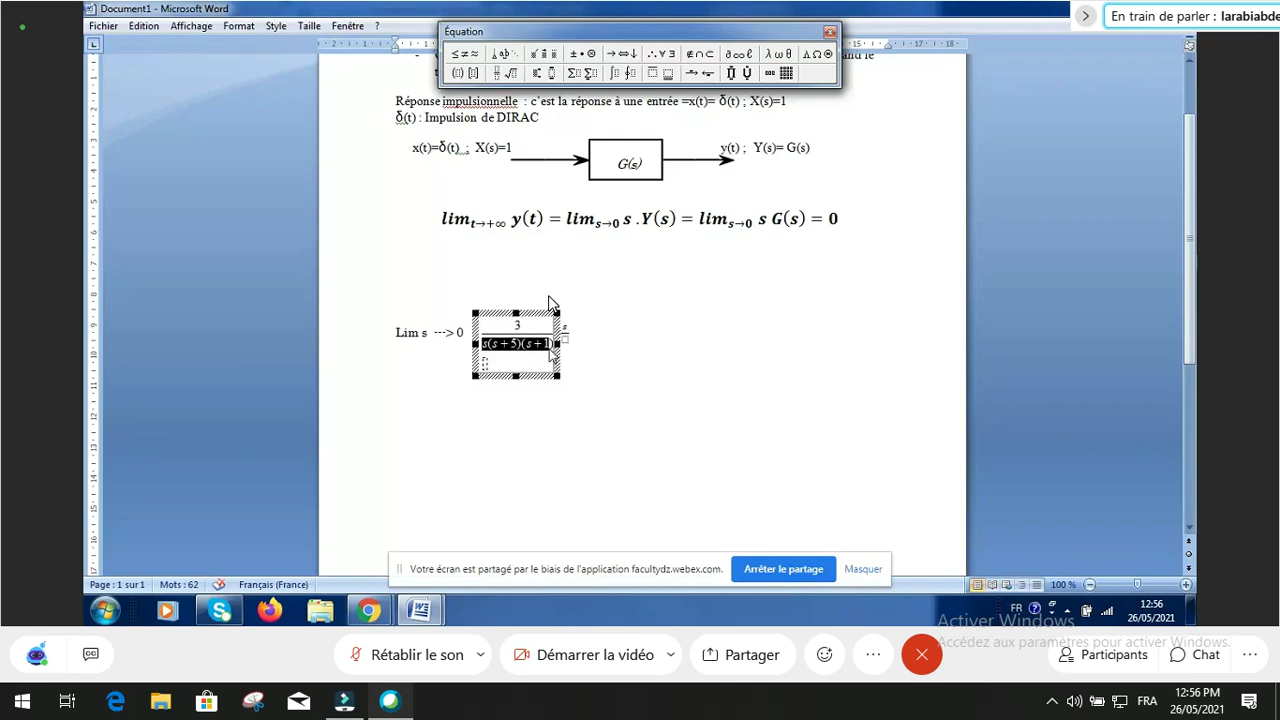 Document1 - Microsoft Word
En train de parler : larabiabde
Fichier Edition Affichage Format Style Taille Fenêtre ?
Équation
Réponse impulsionnelle : c'est la réponse à une entrée =x(t)= δ(t) ; X(s)=1
δ(t) : Impulsion de DIRAC
x(t)=δ(t) ; X(s)=1
G(s)
y(t) ; Y(s)= G(s)
lim t→+∞ y(t) = lim s→0 s .Y(s) = lim s→0 s G(s) = 0
Lim s ---> 0
3
s(s + 5)(s + 1)
s
Votre écran est partagé par le biais de l'application facultydz.webex.com.
Arrêter le partage
Masquer
Page : 1 sur 1
Mots : 62
Français (France)
100 %
FR
12:56
26/05/2021
Activer Windows
Accédez aux paramètres pour activer Windows.
Rétablir le son
Démarrer la vidéo
Partager
Participants
Chat
FRA
12:56 PM
26/05/2021